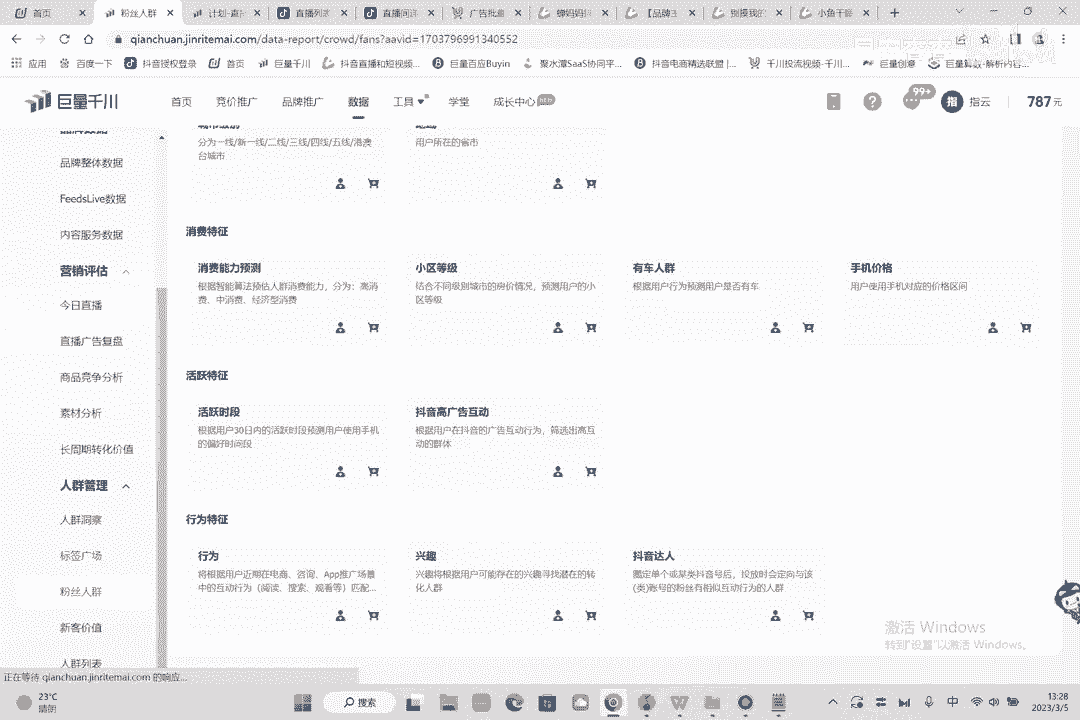 首页
粉丝人群
计划-直
直播列
直播间详
广告批量
蝉妈妈
【品牌
别摸我的
小鱼干
qianchuan.jinritemai.com/data-report/crowd/fans?aavid=1703796991340552
应用
百度一下
抖音授权登录
首页
巨量千川
抖音直播和短视频...
巨量百应Buyin
聚水潭SaaS协同平...
抖音电商精选联盟 |...
千川投流视频-千川...
巨量创意
巨量算数-解析内容...
巨量千川
首页
竞价推广
品牌推广
数据
工具
学堂
成长中心
99+
指
指云
787元
品牌数据
品牌整体数据
FeedsLive数据
内容服务数据
营销评估
今日直播
直播广告复盘
商品竞争分析
素材分析
长周期转化价值
人群管理
人群洞察
标签广场
粉丝人群
新客价值
人群列表
城市级别
分为一线/新一线/二线/三线/四线/五线/港澳
台城市
地域
用户所在的省市
消费特征
消费能力预测
根据智能算法预估人群消费能力，分为：高消
费、中消费、经济型消费
小区等级
结合不同级别城市的房价情况，预测用户的小
区等级
有车人群
根据用户行为预测用户是否有车
手机价格
用户使用手机对应的价格区间
活跃特征
活跃时段
根据用户30日内的活跃时段预测用户使用手机
的偏好时间段
抖音高广告互动
根据用户在抖音的广告互动行为，筛选出高互
动的群体
行为特征
行为
将根据用户近期在电商、咨询、App推广场景
中的互动行为（阅读、搜索、观看等）匹配...
兴趣
兴趣将根据用户可能存在的兴趣寻找潜在的转
化人群
抖音达人
圈定单个或某类抖音号后，投放时会定向与该
(类)账号的粉丝有相似互动行为的人群
激活 Windows
转到"设置"以激活 Windows。
正在等待 qianchuan.jinritemai.com 的响应...
23°C
晴朗
搜索
中
13:28
2023/3/5